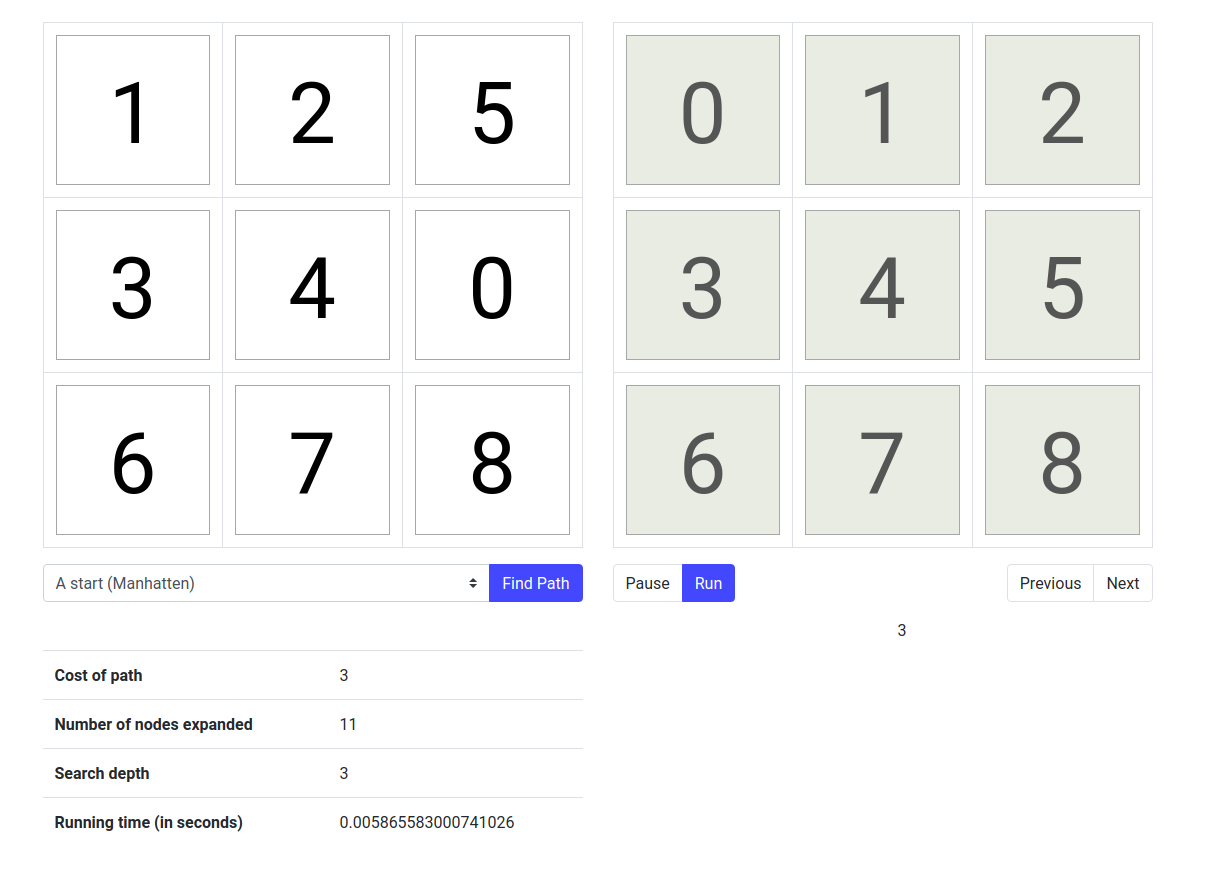 1 2 5
3 4 0
6 7 8
0 1 2
3 4 5
6 7 8
A start (Manhatten)
Find Path
Pause
Run
Previous
Next
3
Cost of path 3
Number of nodes expanded 11
Search depth 3
Running time (in seconds) 0.005865583000741026